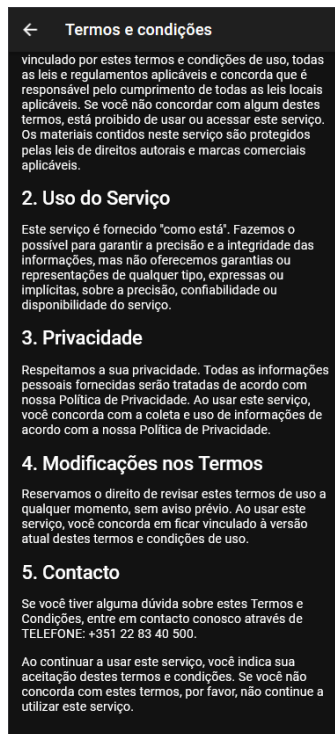 Termos e condições
vinculado por estes termos e condições de uso, todas
as leis e regulamentos aplicáveis e concorda que é
responsável pelo cumprimento de todas as leis locais
aplicáveis. Se você não concordar com algum destes
termos, está proibido de usar ou acessar este serviço.
Os materiais contidos neste serviço são protegidos
pelas leis de direitos autorais e marcas comerciais
aplicáveis.
2. Uso do Serviço
Este serviço é fornecido "como está". Fazemos o
possível para garantir a precisão e a integridade das
informações, mas não oferecemos garantias ou
representações de qualquer tipo, expressas ou
implícitas, sobre a precisão, confiabilidade ou
disponibilidade do serviço.
3. Privacidade
Respeitamos a sua privacidade. Todas as informações
pessoais fornecidas serão tratadas de acordo com
nossa Política de Privacidade. Ao usar este serviço,
você concorda com a coleta e uso de informações de
acordo com a nossa Política de Privacidade.
4. Modificações nos Termos
Reservamos o direito de revisar estes termos de uso a
qualquer momento, sem aviso prévio. Ao usar este
serviço, você concorda em ficar vinculado à versão
atual destes termos e condições de uso.
5. Contacto
Se você tiver alguma dúvida sobre estes Termos e
Condições, entre em contacto conosco através de
TELEFONE: +351 22 83 40 500.
Ao continuar a usar este serviço, você indica sua
aceitação destes termos e condições. Se você não
concorda com estes termos, por favor, não continue a
utilizar este serviço.